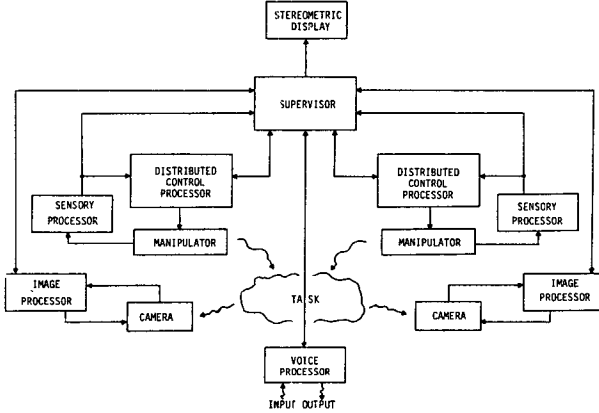 STEREOMETRIC
DISPLAY
SUPERVISOR
DISTRIBUTED
CONTROL
PROCESSOR
DISTRIBUTED
CONTROL
PROCESSOR
SENSORY
PROCESSOR
SENSORY
PROCESSOR
MANIPULATOR
MANIPULATOR
IMAGE
PROCESSOR
TASK
IMAGE
PROCESSOR
CAMERA
CAMERA
VOICE
PROCESSOR
INPUT OUTPUT